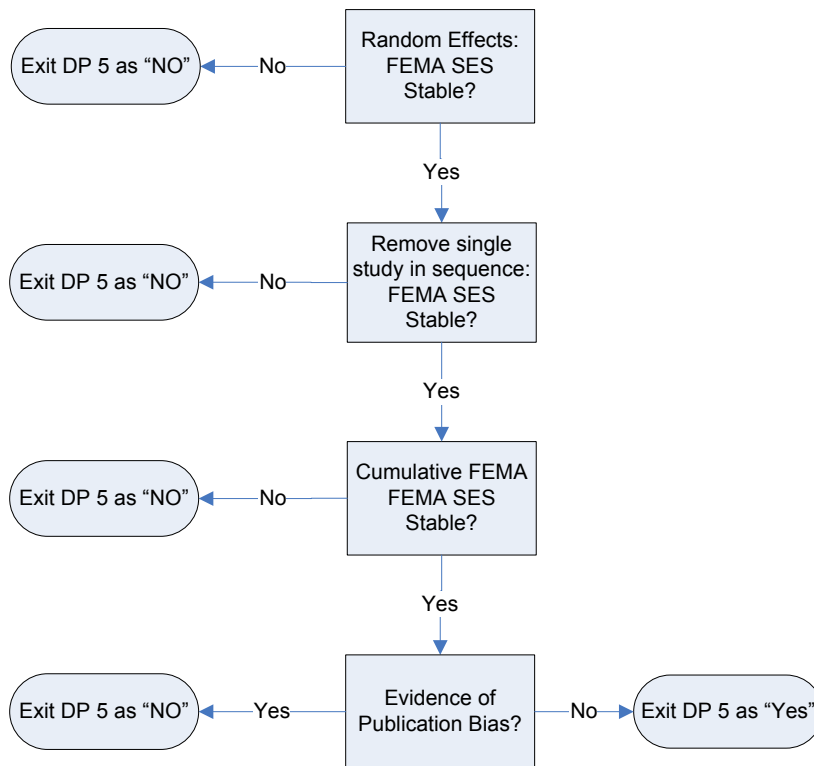 Random Effects:
FEMA SES
Stable?
No
Exit DP 5 as “NO”
Yes
Remove single
study in sequence:
FEMA SES
Stable?
No
Exit DP 5 as “NO”
Yes
Cumulative FEMA
FEMA SES
Stable?
No
Exit DP 5 as “NO”
Yes
Evidence of
Publication Bias?
Yes
Exit DP 5 as “NO”
No
Exit DP 5 as “Yes”